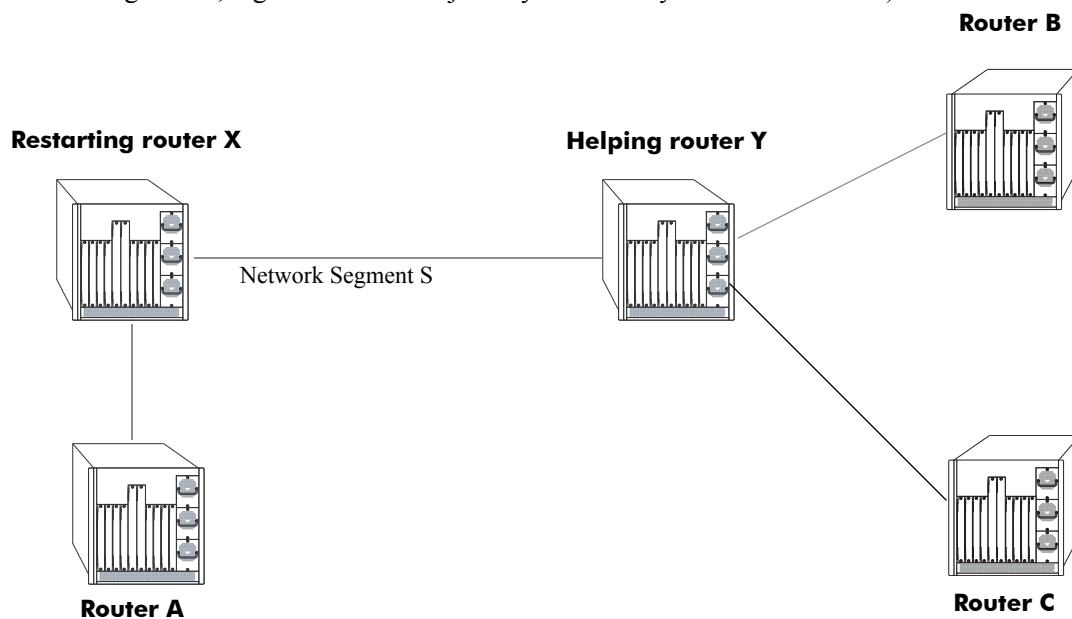 Router B
Restarting router X
Helping router Y
Network Segment S
Router A
Router C